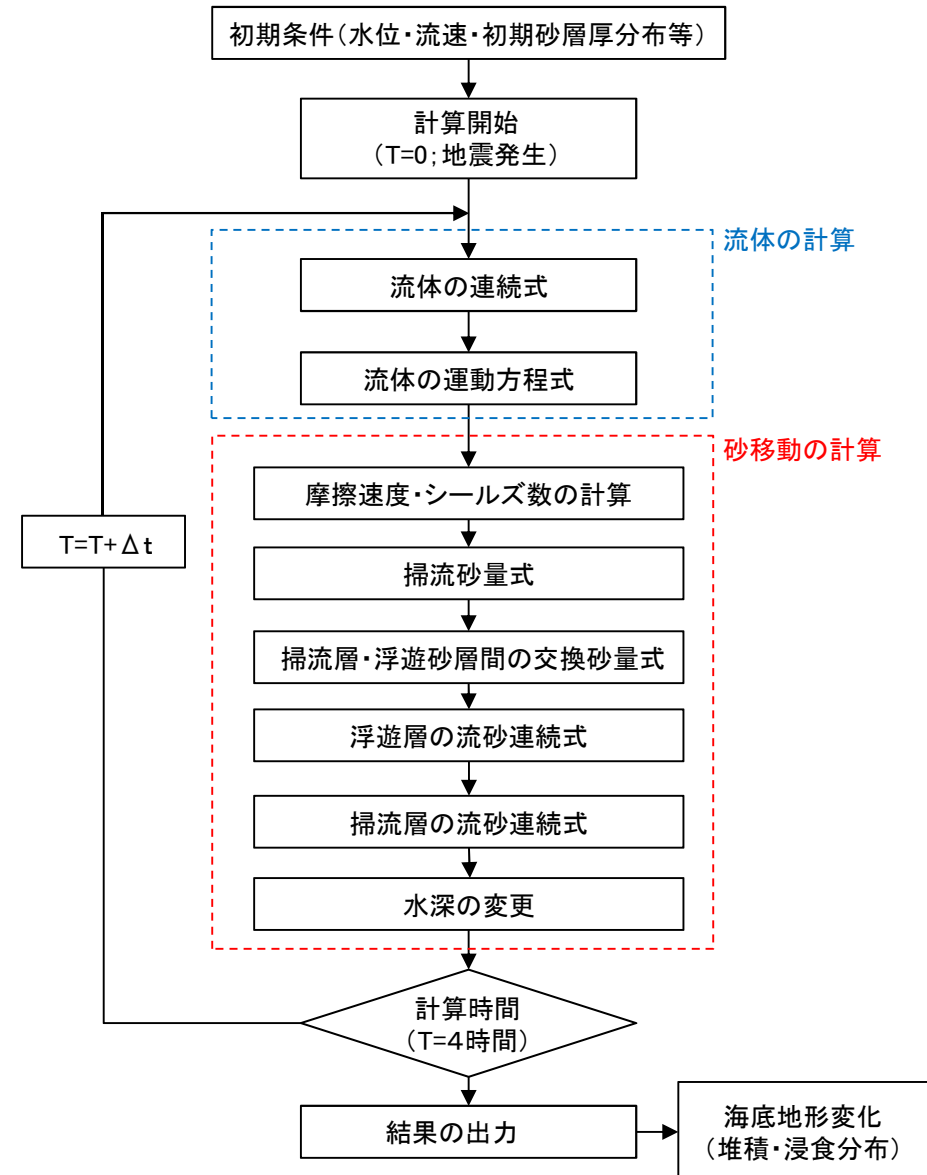 初期条件(水位・流速・初期砂層厚分布等)
計算開始
(T=0;地震発生)
流体の計算
流体の連続式
流体の運動方程式
砂移動の計算
摩擦速度・シールズ数の計算
T=T+Δt
掃流砂量式
掃流層・浮遊砂層間の交換砂量式
浮遊層の流砂連続式
掃流層の流砂連続式
水深の変更
計算時間
(T=4時間)
結果の出力
海底地形変化
(堆積・浸食分布)